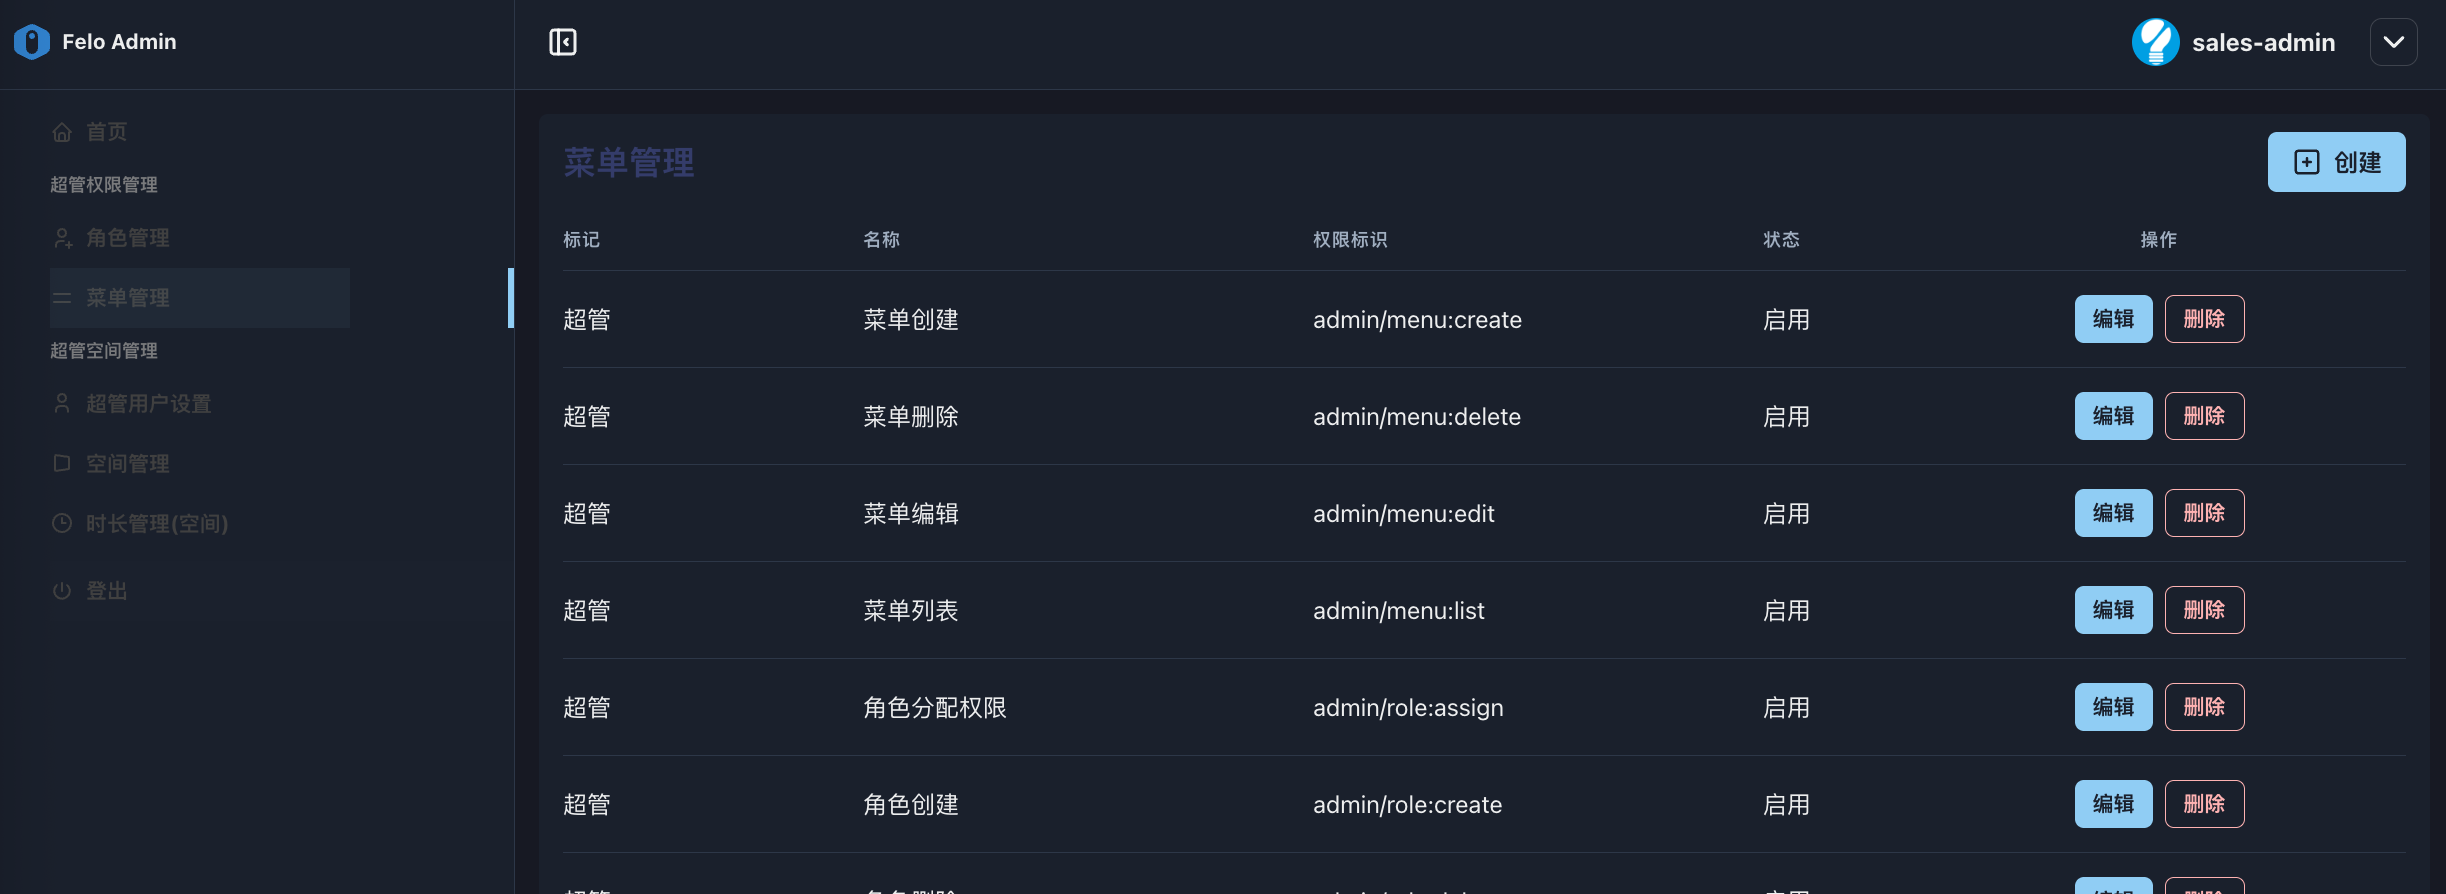 Felo Admin
sales-admin
首页
超管权限管理
角色管理
菜单管理
超管空间管理
超管用户设置
空间管理
时长管理(空间)
登出
菜单管理
创建
标记 名称 权限标识 状态 操作
超管 菜单创建 admin/menu:create 启用 编辑 删除
超管 菜单删除 admin/menu:delete 启用 编辑 删除
超管 菜单编辑 admin/menu:edit 启用 编辑 删除
超管 菜单列表 admin/menu:list 启用 编辑 删除
超管 角色分配权限 admin/role:assign 启用 编辑 删除
超管 角色创建 admin/role:create 启用 编辑 删除